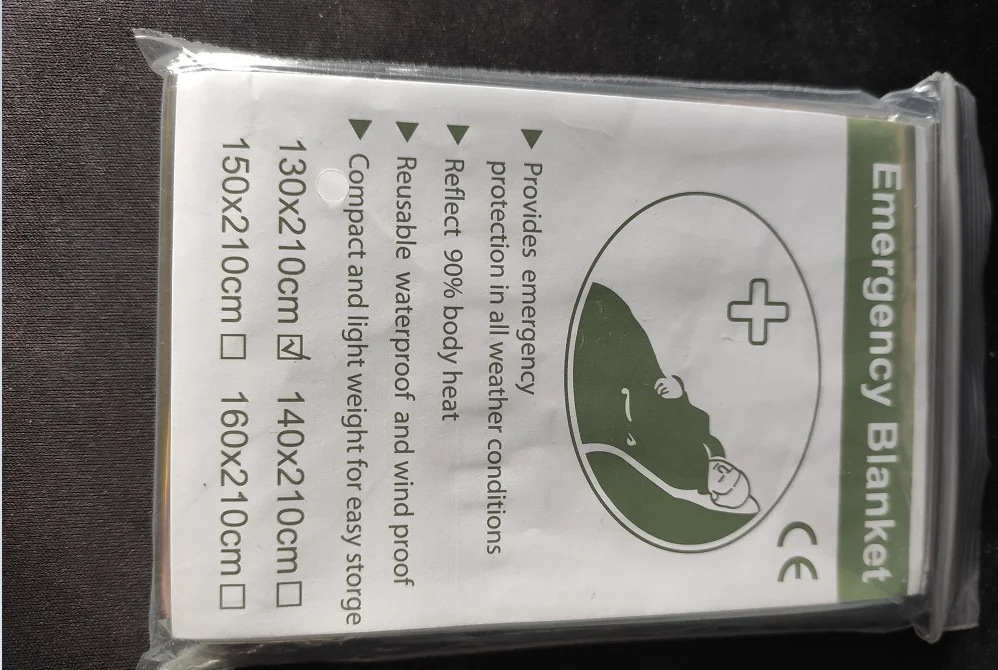 Emergency Blanket
CE
▶ Provides emergency
protection in all weather conditions
▶ Reflect 90% body heat
▶ Reusable waterproof and wind proof
▶ Compact and light weight for easy storge
130x210cm ☑ 140x210cm ☐
150x210cm ☐ 160x210cm ☐